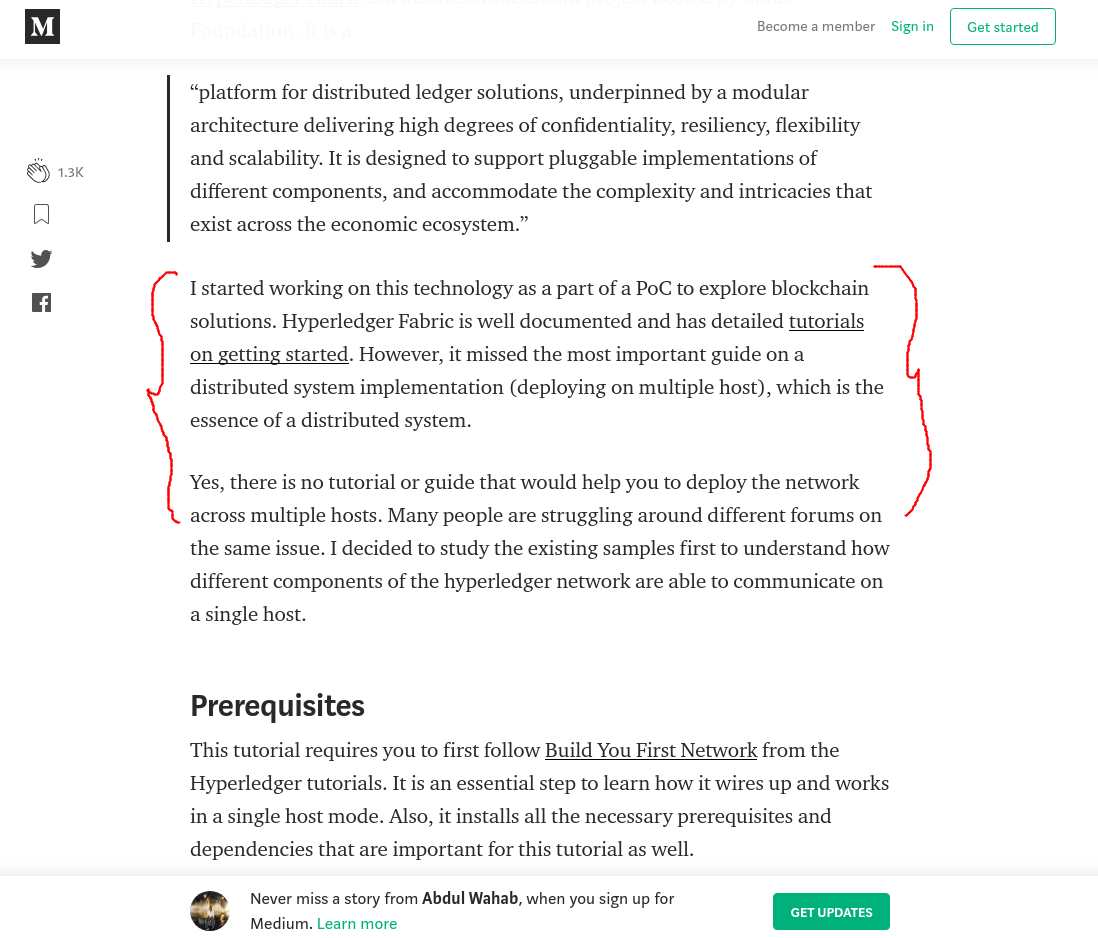 M
Become a member Sign in Get started
Hyperledger Fabric is a business Blockchain project hosted by Linux
Foundation. It is a
“platform for distributed ledger solutions, underpinned by a modular
architecture delivering high degrees of confidentiality, resiliency, flexibility
and scalability. It is designed to support pluggable implementations of
different components, and accommodate the complexity and intricacies that
exist across the economic ecosystem.”
1.3K
I started working on this technology as a part of a PoC to explore blockchain
solutions. Hyperledger Fabric is well documented and has detailed tutorials
on getting started. However, it missed the most important guide on a
distributed system implementation (deploying on multiple host), which is the
essence of a distributed system.
Yes, there is no tutorial or guide that would help you to deploy the network
across multiple hosts. Many people are struggling around different forums on
the same issue. I decided to study the existing samples first to understand how
different components of the hyperledger network are able to communicate on
a single host.
Prerequisites
This tutorial requires you to first follow Build You First Network from the
Hyperledger tutorials. It is an essential step to learn how it wires up and works
in a single host mode. Also, it installs all the necessary prerequisites and
dependencies that are important for this tutorial as well.
Never miss a story from Abdul Wahab, when you sign up for
Medium. Learn more
GET UPDATES